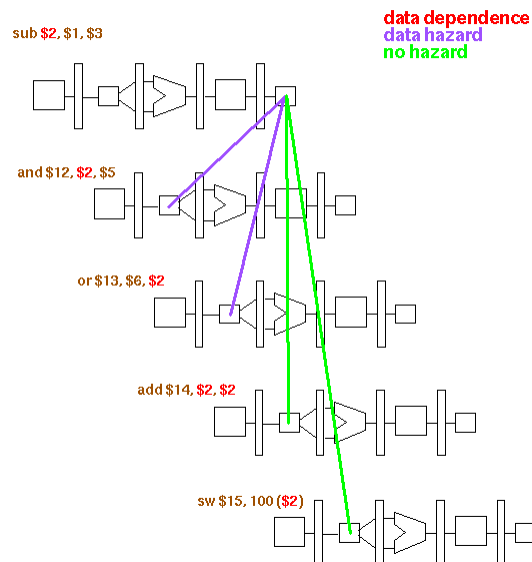 data dependence
data hazard
no hazard
sub $2, $1, $3
and $12, $2, $5
or $13, $6, $2
add $14, $2, $2
sw $15, 100 ($2)